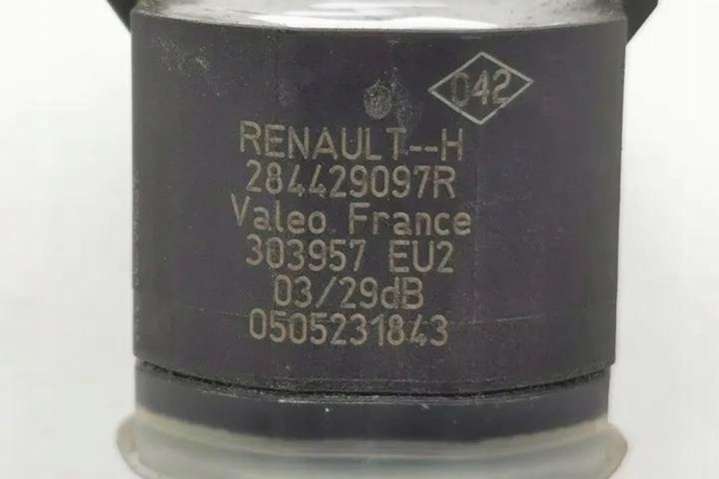 042
RENAULT--H
284429097R
Valeo France
303957 EU2
03/29dB
0505231843